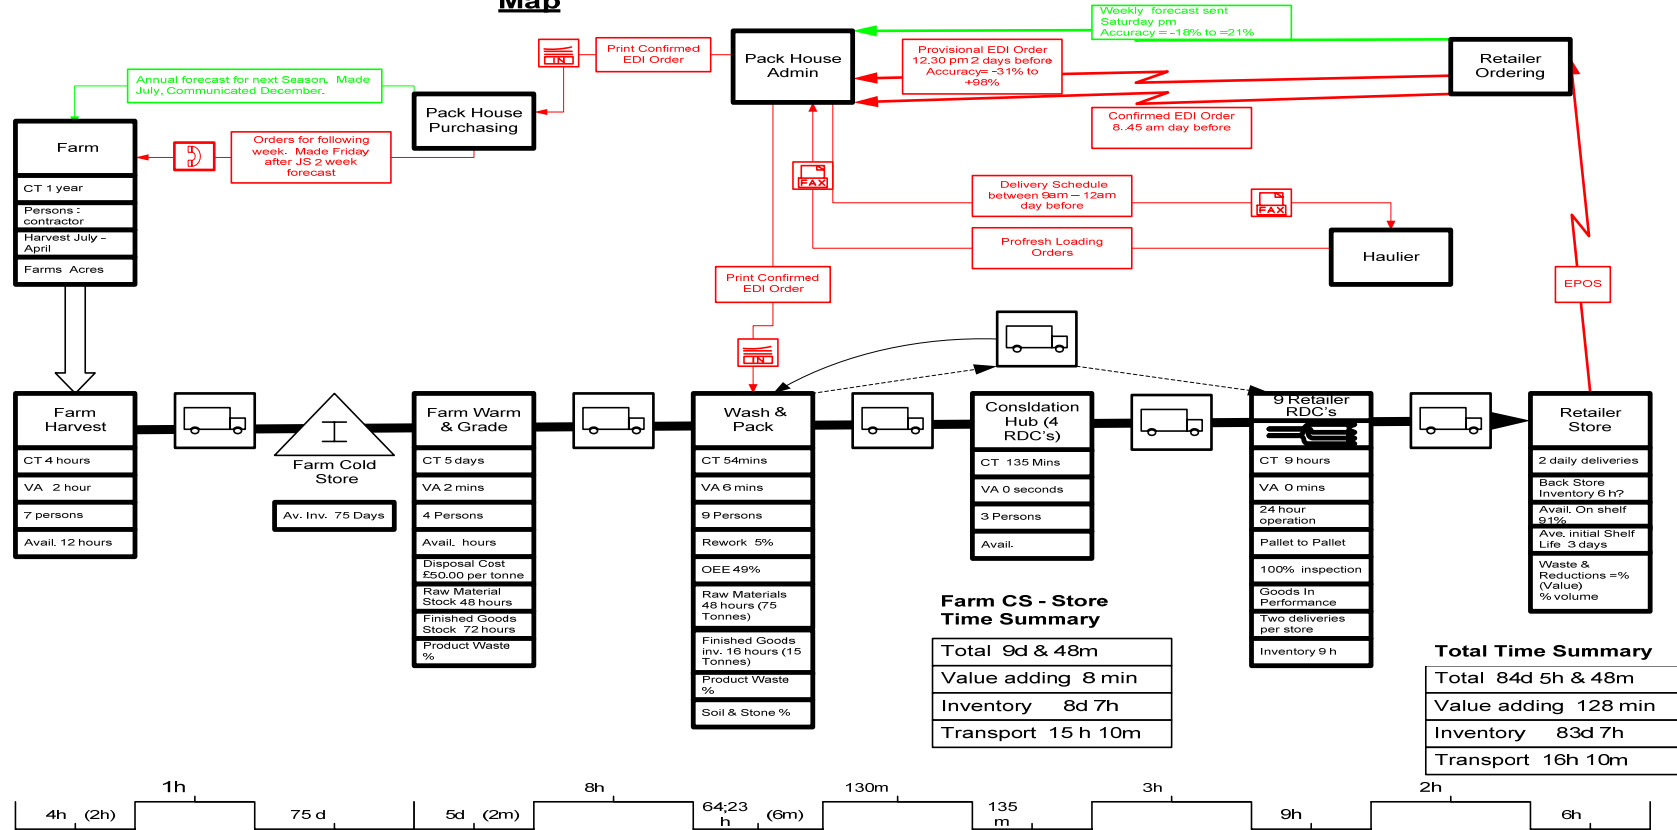 Map
Weekly forecast sent
Saturday pm
Accuracy = -18% to =21%
Print Confirmed
EDI Order
IN
Pack House
Admin
Provisional EDI Order
12.30 pm 2 days before
Accuracy= -31% to
+98%
Retailer
Ordering
Annual forecast for next Season. Made
July, Communicated December.
Pack House
Purchasing
Confirmed EDI Order
8..45 am day before
Farm
CT 1 year
Persons :
contractor
Harvest July –
April
Farms Acres
Orders for following
week. Made Friday
after JS 2 week
forecast
FAX
Delivery Schedule
between 9am – 12am
day before
FAX
Profresh Loading
Orders
Haulier
Print Confirmed
EDI Order
IN
EPOS
Farm
Harvest
CT 4 hours
VA 2 hour
7 persons
Avail. 12 hours
I
Farm Cold
Store
Av. Inv. 75 Days
Farm Warm
& Grade
CT 5 days
VA 2 mins
4 Persons
Avail. hours
Disposal Cost
£50.00 per tonne
Raw Material
Stock 48 hours
Finished Goods
Stock 72 hours
Product Waste
%
Wash &
Pack
CT 54mins
VA 6 mins
9 Persons
Rework 5%
OEE 49%
Raw Materials
48 hours (75
Tonnes)
Finished Goods
inv. 16 hours (15
Tonnes)
Product Waste
%
Soil & Stone %
Consldation
Hub (4
RDC's)
CT 135 Mins
VA 0 seconds
3 Persons
Avail.
9 Retailer
RDC's
CT 9 hours
VA 0 mins
24 hour
operation
Pallet to Pallet
100% inspection
Goods In
Performance
Two deliveries
per store
Inventory 9 h
Retailer
Store
2 daily deliveries
Back Store
Inventory 6 h?
Avail. On shelf
91%
Ave. initial Shelf
Life 3 days
Waste &
Reductions =%
(Value)
% volume
Farm CS - Store
Time Summary
Total 9d & 48m
Value adding 8 min
Inventory 8d 7h
Transport 15 h 10m
Total Time Summary
Total 84d 5h & 48m
Value adding 128 min
Inventory 83d 7h
Transport 16h 10m
1h
8h
130m
3h
2h
4h (2h)
75 d
5d (2m)
64;23
h
(6m)
135
m
9h
6h